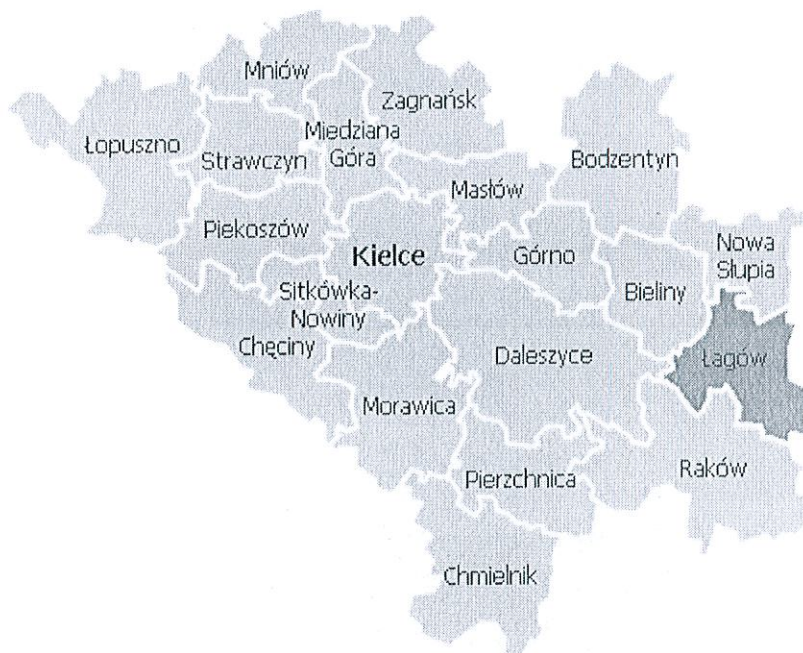 Mniów
Zagnańsk
Łopuszno
Strawczyn
Miedziana
Góra
Bodzentyn
Masłów
Piekoszów
Kielce
Górno
Nowa
Słupia
Bieliny
Sitkówka-
Nowiny
Chęciny
Daleszyce
Łagów
Morawica
Pierzchnica
Raków
Chmielnik